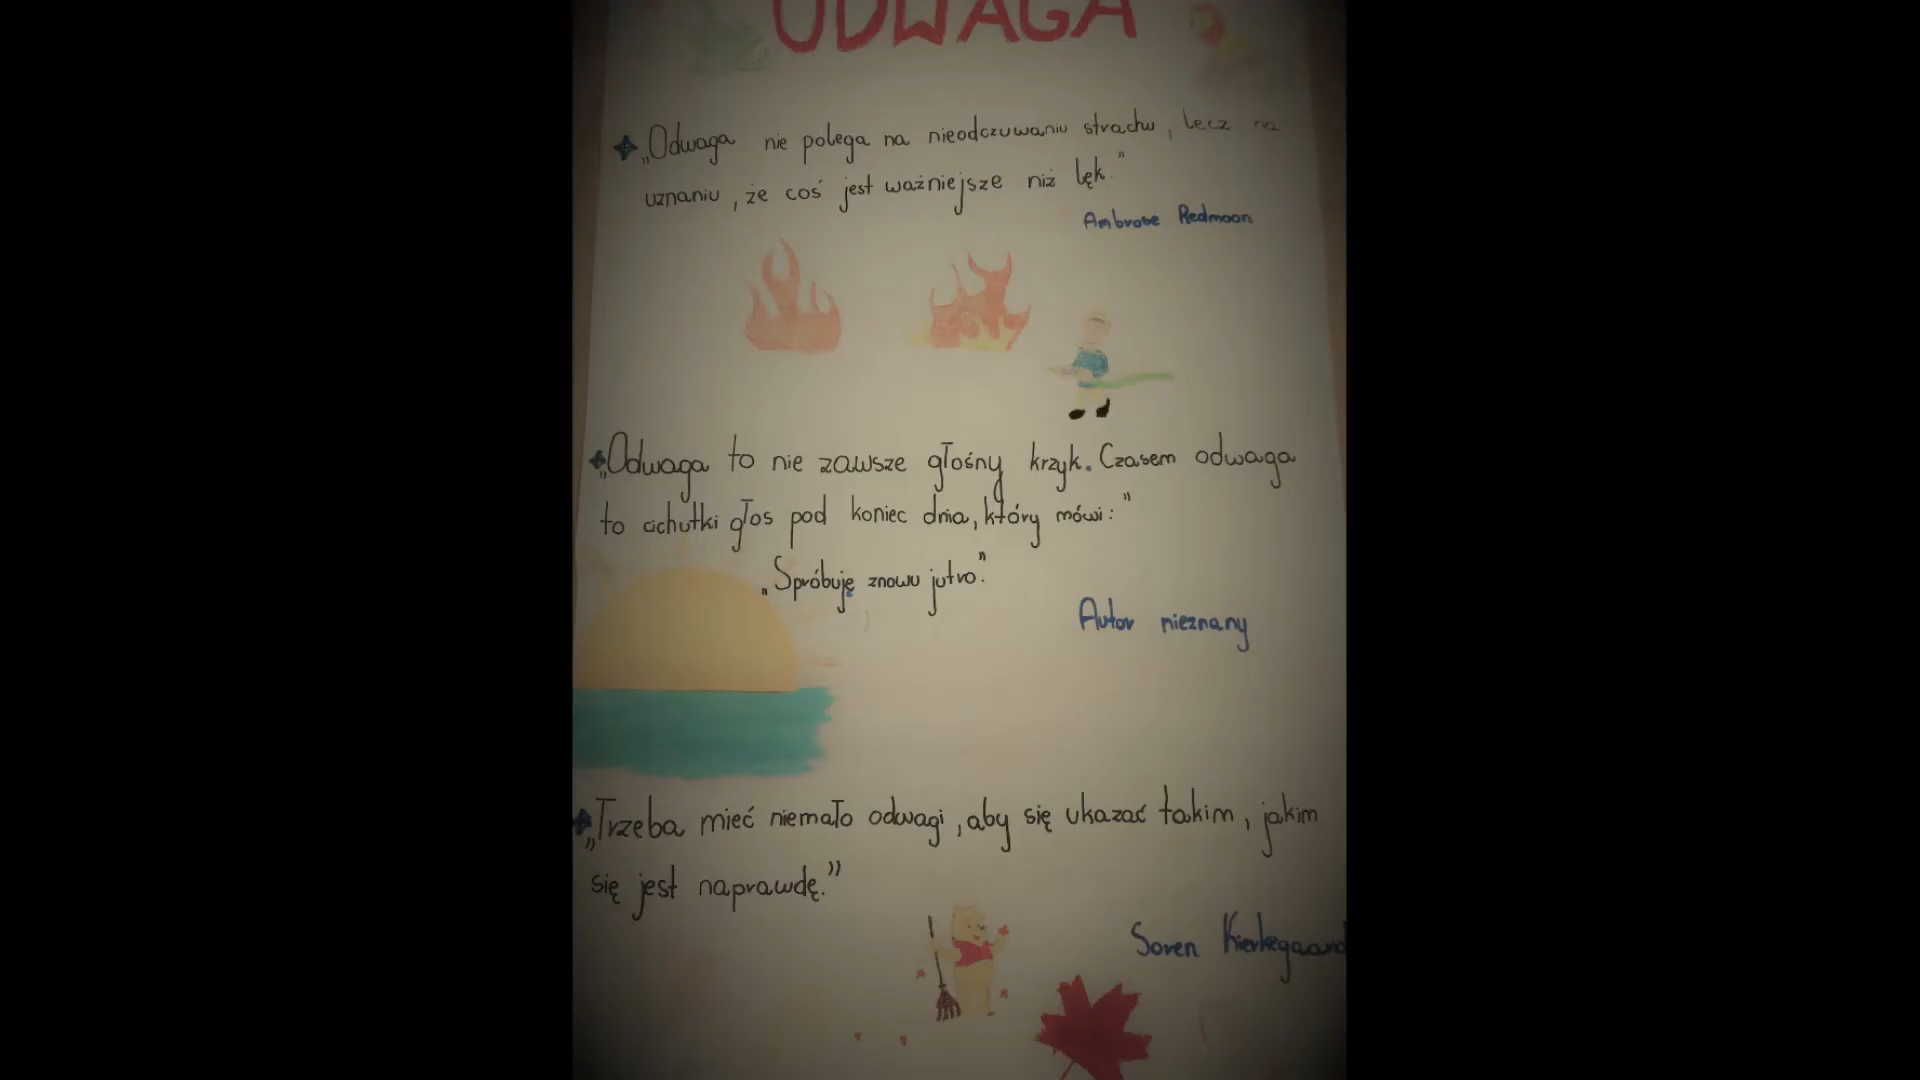 ODWAGA
„Odwaga nie polega na nieodczuwaniu strachu, lecz na
uznaniu, że coś jest ważniejsze niż lęk."
Ambrose Redmoon
„Odwaga to nie zawsze głośny krzyk. Czasem odwaga
to cichutki głos pod koniec dnia, który mówi:"
„Spróbuję znowu jutro."
Autor nieznany
„Trzeba mieć niemało odwagi, aby się ukazać takim, jakim
się jest naprawdę."
Soren Kierkegaard